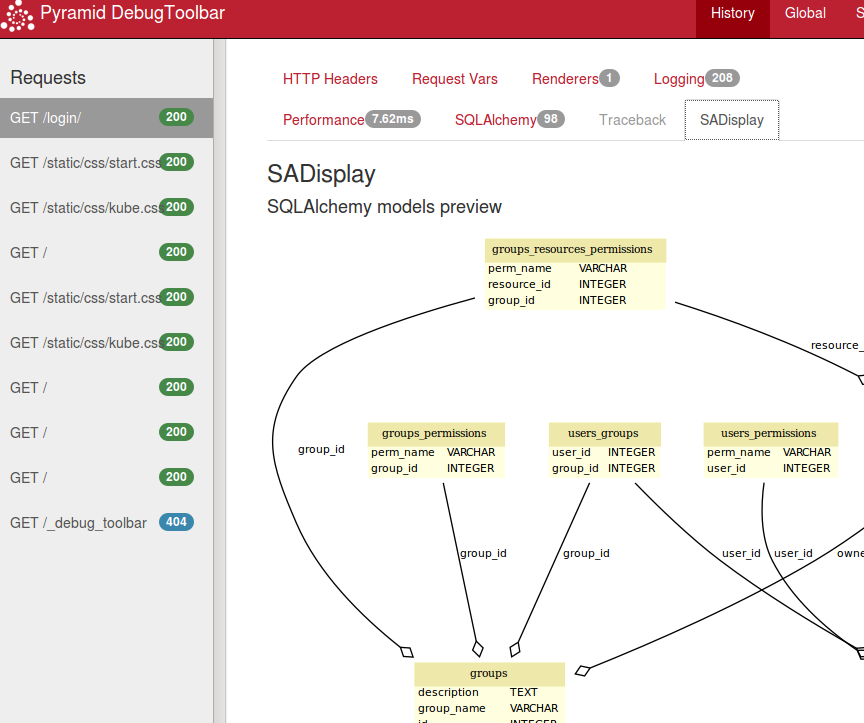 Pyramid DebugToolbar
History Global
Requests
GET /login/ 200
GET /static/css/start.css 200
GET /static/css/kube.css 200
GET / 200
GET /static/css/start.css 200
GET /static/css/kube.css 200
GET / 200
GET / 200
GET / 200
GET /_debug_toolbar 404
HTTP Headers Request Vars Renderers 1 Logging 208
Performance 7.62ms SQLAlchemy 98 Traceback SADisplay
SADisplay
SQLAlchemy models preview
groups_resources_permissions
perm_name VARCHAR
resource_id INTEGER
group_id INTEGER
resource_
group_id
groups_permissions
perm_name VARCHAR
group_id INTEGER
users_groups
user_id INTEGER
group_id INTEGER
users_permissions
perm_name VARCHAR
user_id INTEGER
group_id group_id user_id user_id owne
groups
description TEXT
group_name VARCHAR